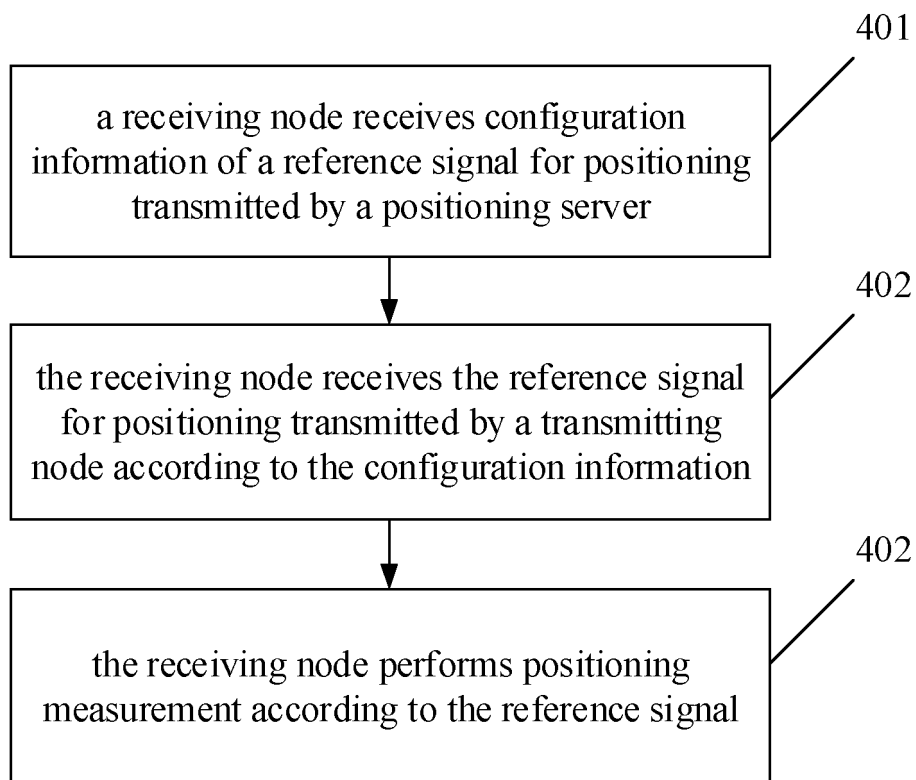 401
a receiving node receives configuration
information of a reference signal for positioning
transmitted by a positioning server
402
the receiving node receives the reference signal
for positioning transmitted by a transmitting
node according to the configuration information
402
the receiving node performs positioning
measurement according to the reference signal